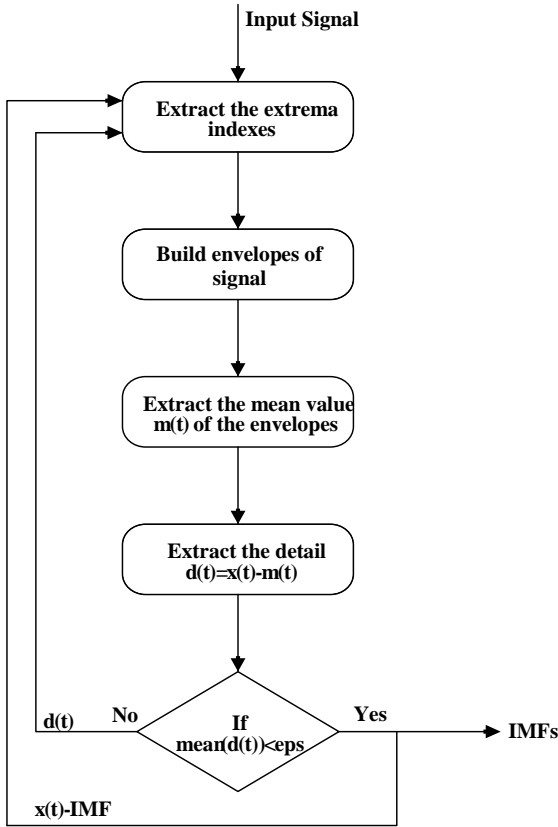 Input Signal
Extract the extrema
indexes
Build envelopes of
signal
Extract the mean value
m(t) of the envelopes
Extract the detail
d(t)=x(t)-m(t)
If
mean(d(t))<eps
No
d(t)
Yes
IMFs
x(t)-IMF